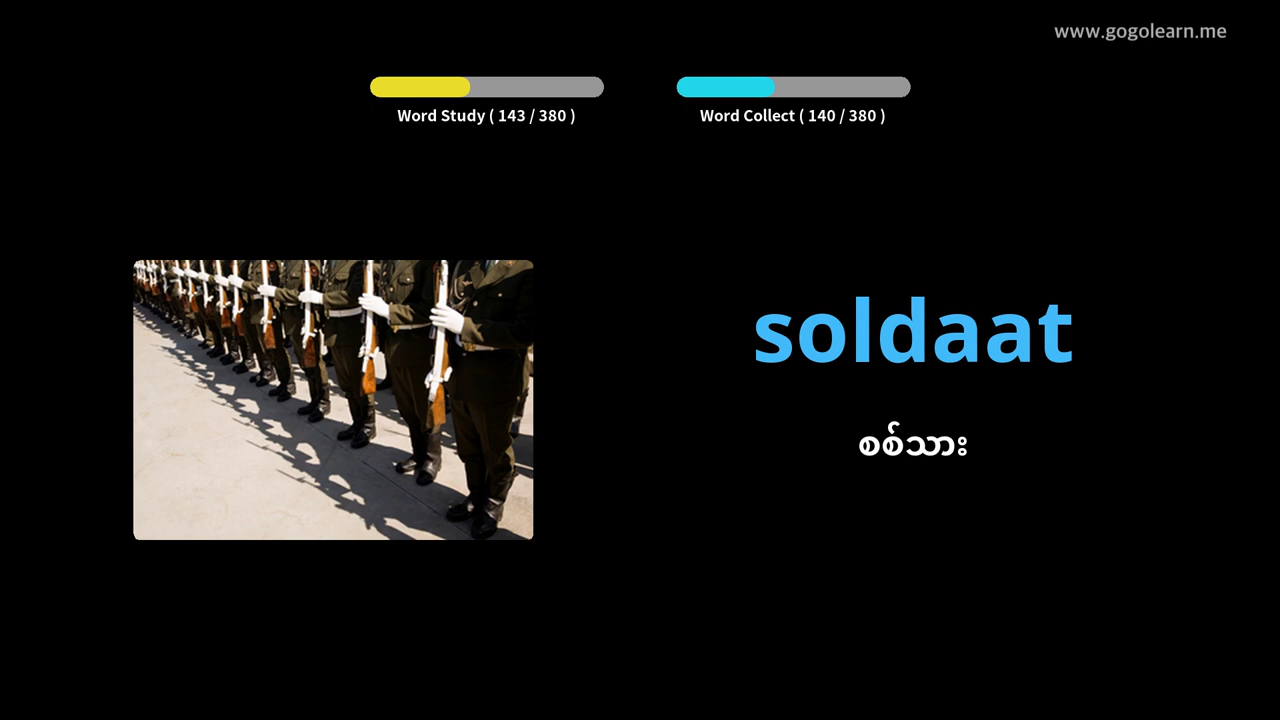 www.gogolearn.me
Word Study ( 143 / 380 )
Word Collect ( 140 / 380 )
soldaat
စစ်သား